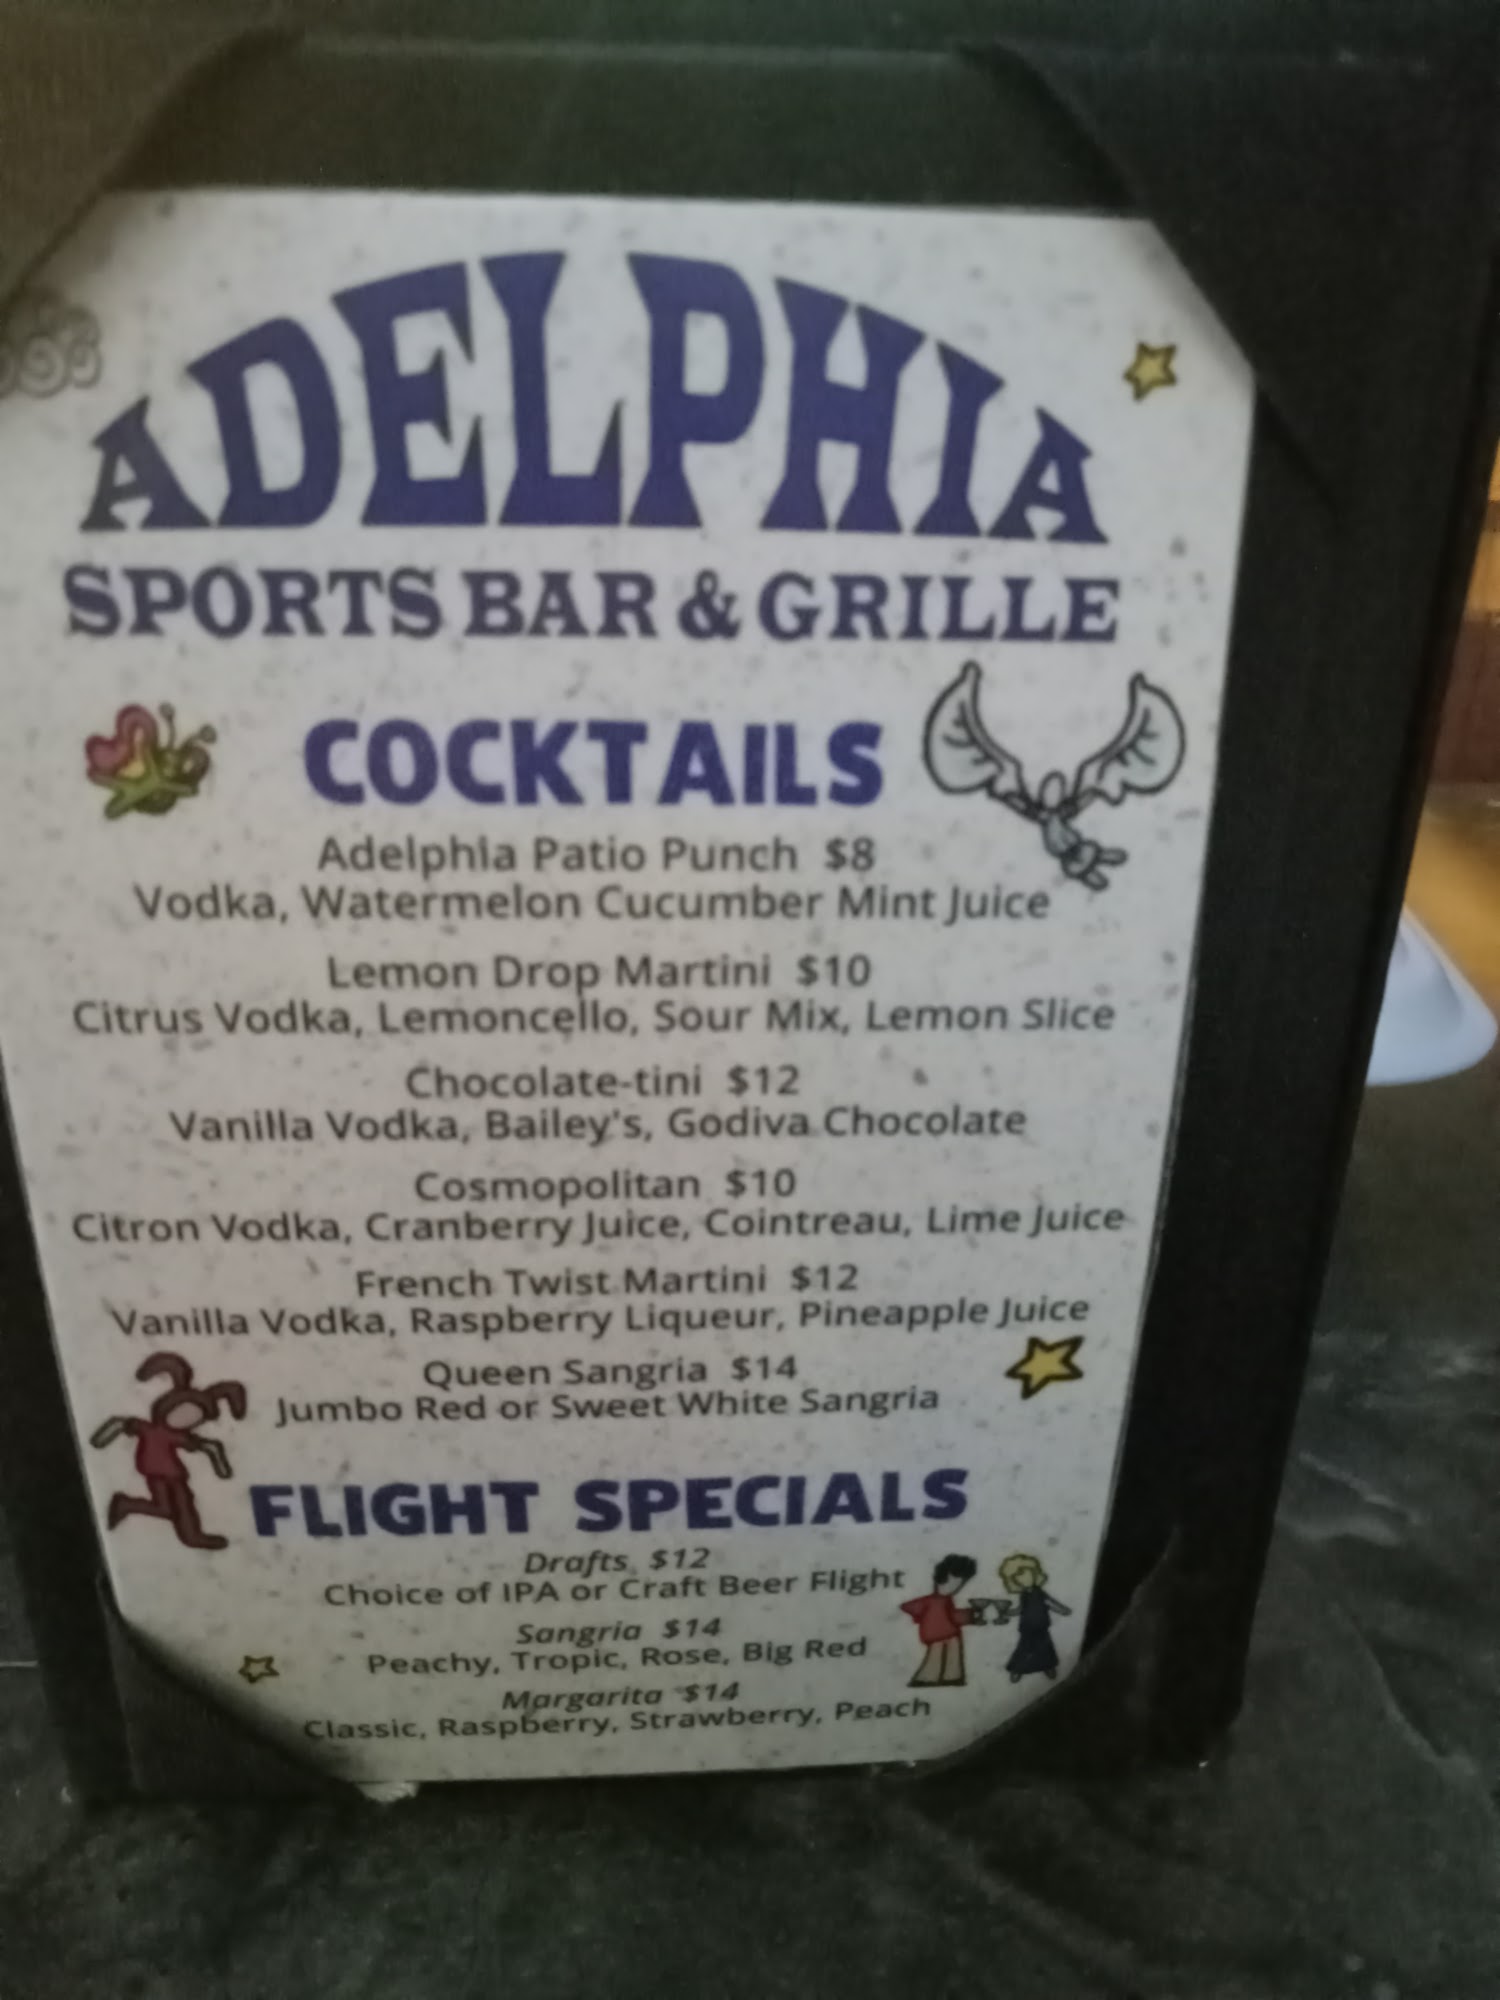 ADELPHIA
SPORTS BAR & GRILLE
COCKTAILS
Adelphia Patio Punch $8
Vodka, Watermelon Cucumber Mint Juice
Lemon Drop Martini $10
Citrus Vodka, Lemoncello, Sour Mix, Lemon Slice
Chocolate-tini $12
Vanilla Vodka, Bailey's, Godiva Chocolate
Cosmopolitan $10
Citron Vodka, Cranberry Juice, Cointreau, Lime Juice
French Twist Martini $12
Vanilla Vodka, Raspberry Liqueur, Pineapple Juice
Queen Sangria $14
Jumbo Red or Sweet White Sangria
FLIGHT SPECIALS
Drafts $12
Choice of IPA or Craft Beer Flight
Sangria $14
Peachy, Tropic, Rose, Big Red
Margarita $14
Classic, Raspberry, Strawberry, Peach